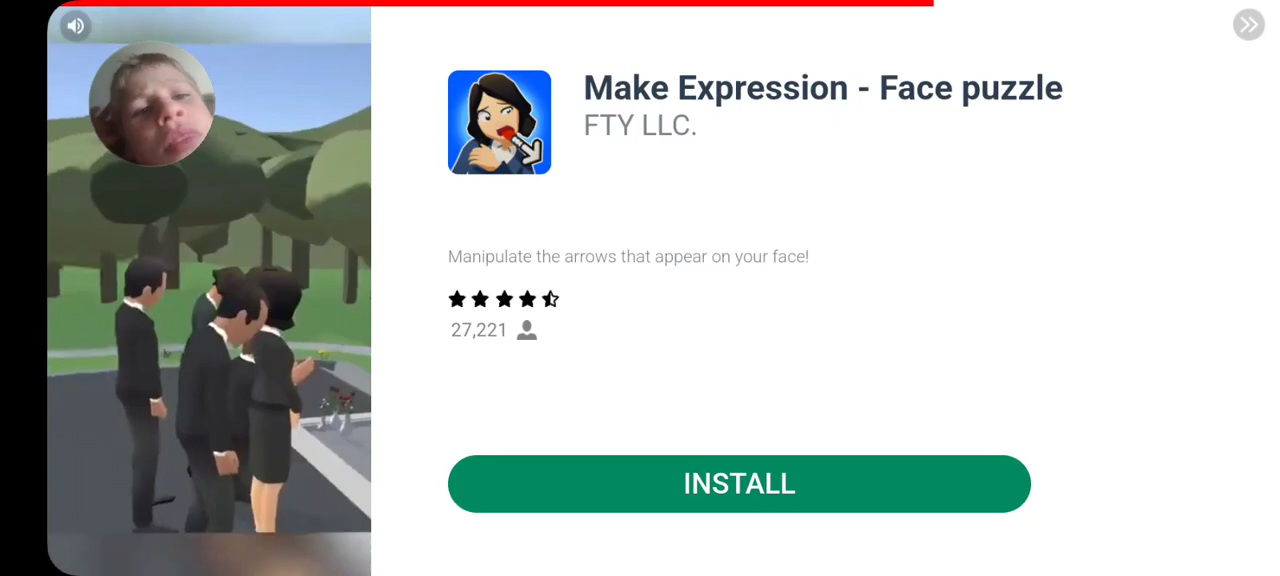 Make Expression - Face puzzle
FTY LLC.
Manipulate the arrows that appear on your face!
27,221
INSTALL